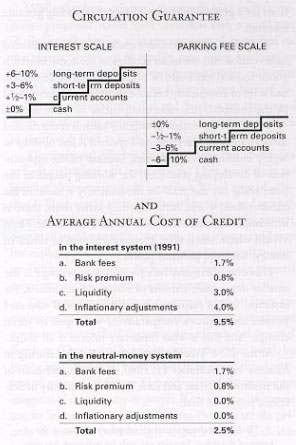 CIRCULATION GUARANTEE
INTEREST SCALE
+6–10% long-term deposits
+3–6% short-term deposits
+½–1% current accounts
±0% cash
PARKING FEE SCALE
±0% long-term deposits
–½–1% short-term deposits
–3–6% current accounts
–6–10% cash
AND
AVERAGE ANNUAL COST OF CREDIT
in the interest system (1991)
a. Bank fees 1.7%
b. Risk premium 0.8%
c. Liquidity 3.0%
d. Inflationary adjustments 4.0%
Total 9.5%
in the neutral-money system
a. Bank fees 1.7%
b. Risk premium 0.8%
c. Liquidity 0.0%
d. Inflationary adjustments 0.0%
Total 2.5%